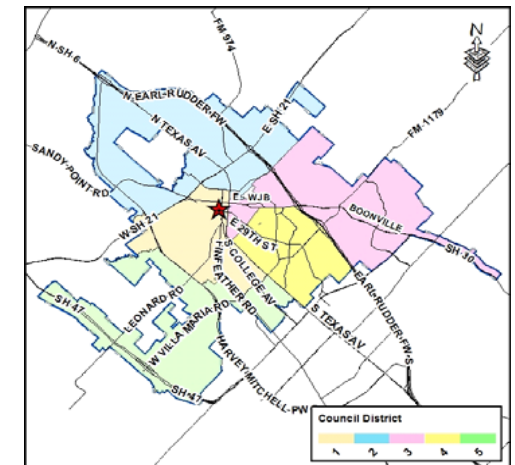 FM 974
N
N-SH-6
N-EARL-RUDDER-FW
E SH 21
N TEXAS AV
FM-1179
SANDY-POINT-RD
E WJB
BOONVILLE
W-SH 21
E 29TH ST
SH-30
S COLLEGE AV
FINFEATHER RD
LEONARD RD
EARL-RUDDER-FW-S
SH 47
W VILLA MARIA RD
S TEXAS AV
HARVEY-MITCHELL-PW
SH-47
Council District
1 2 3 4 5